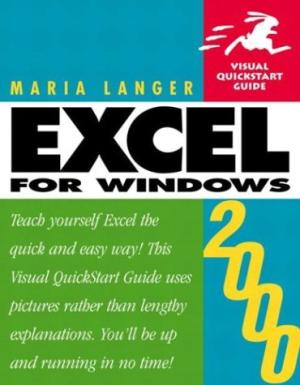 VISUAL
QUICKSTART
GUIDE
MARIA LANGER
EXCEL
FOR WINDOWS
2000
Teach yourself Excel the
quick and easy way! This
Visual QuickStart Guide uses
pictures rather than lengthy
explanations. You'll be up
and running in no time!